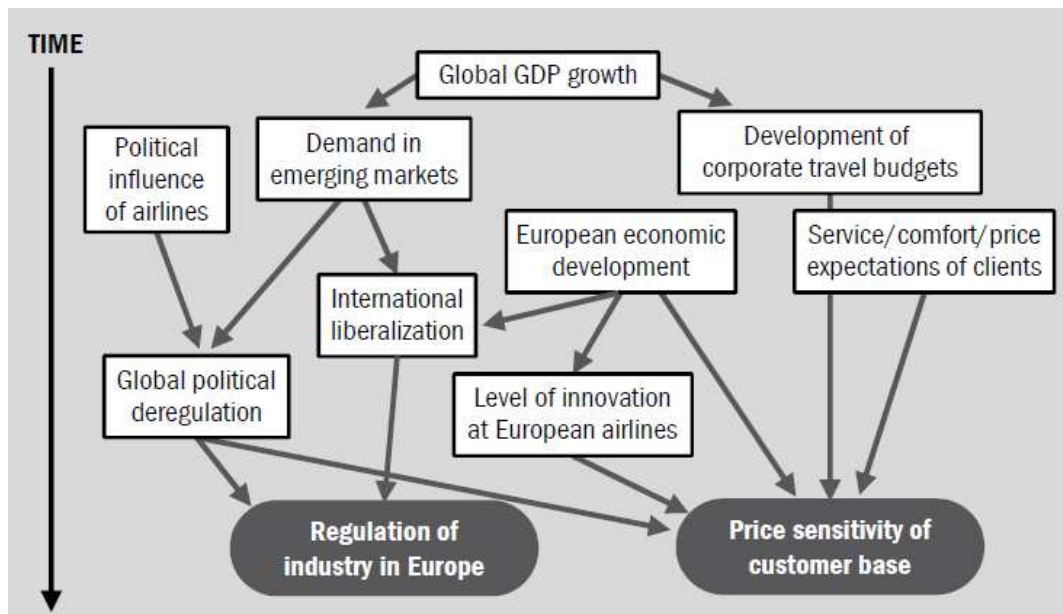 TIME
Global GDP growth
Political
influence
of airlines
Demand in
emerging markets
Development of
corporate travel budgets
European economic
development
Service/comfort/price
expectations of clients
International
liberalization
Global political
deregulation
Level of innovation
at European airlines
Regulation of
industry in Europe
Price sensitivity of
customer base